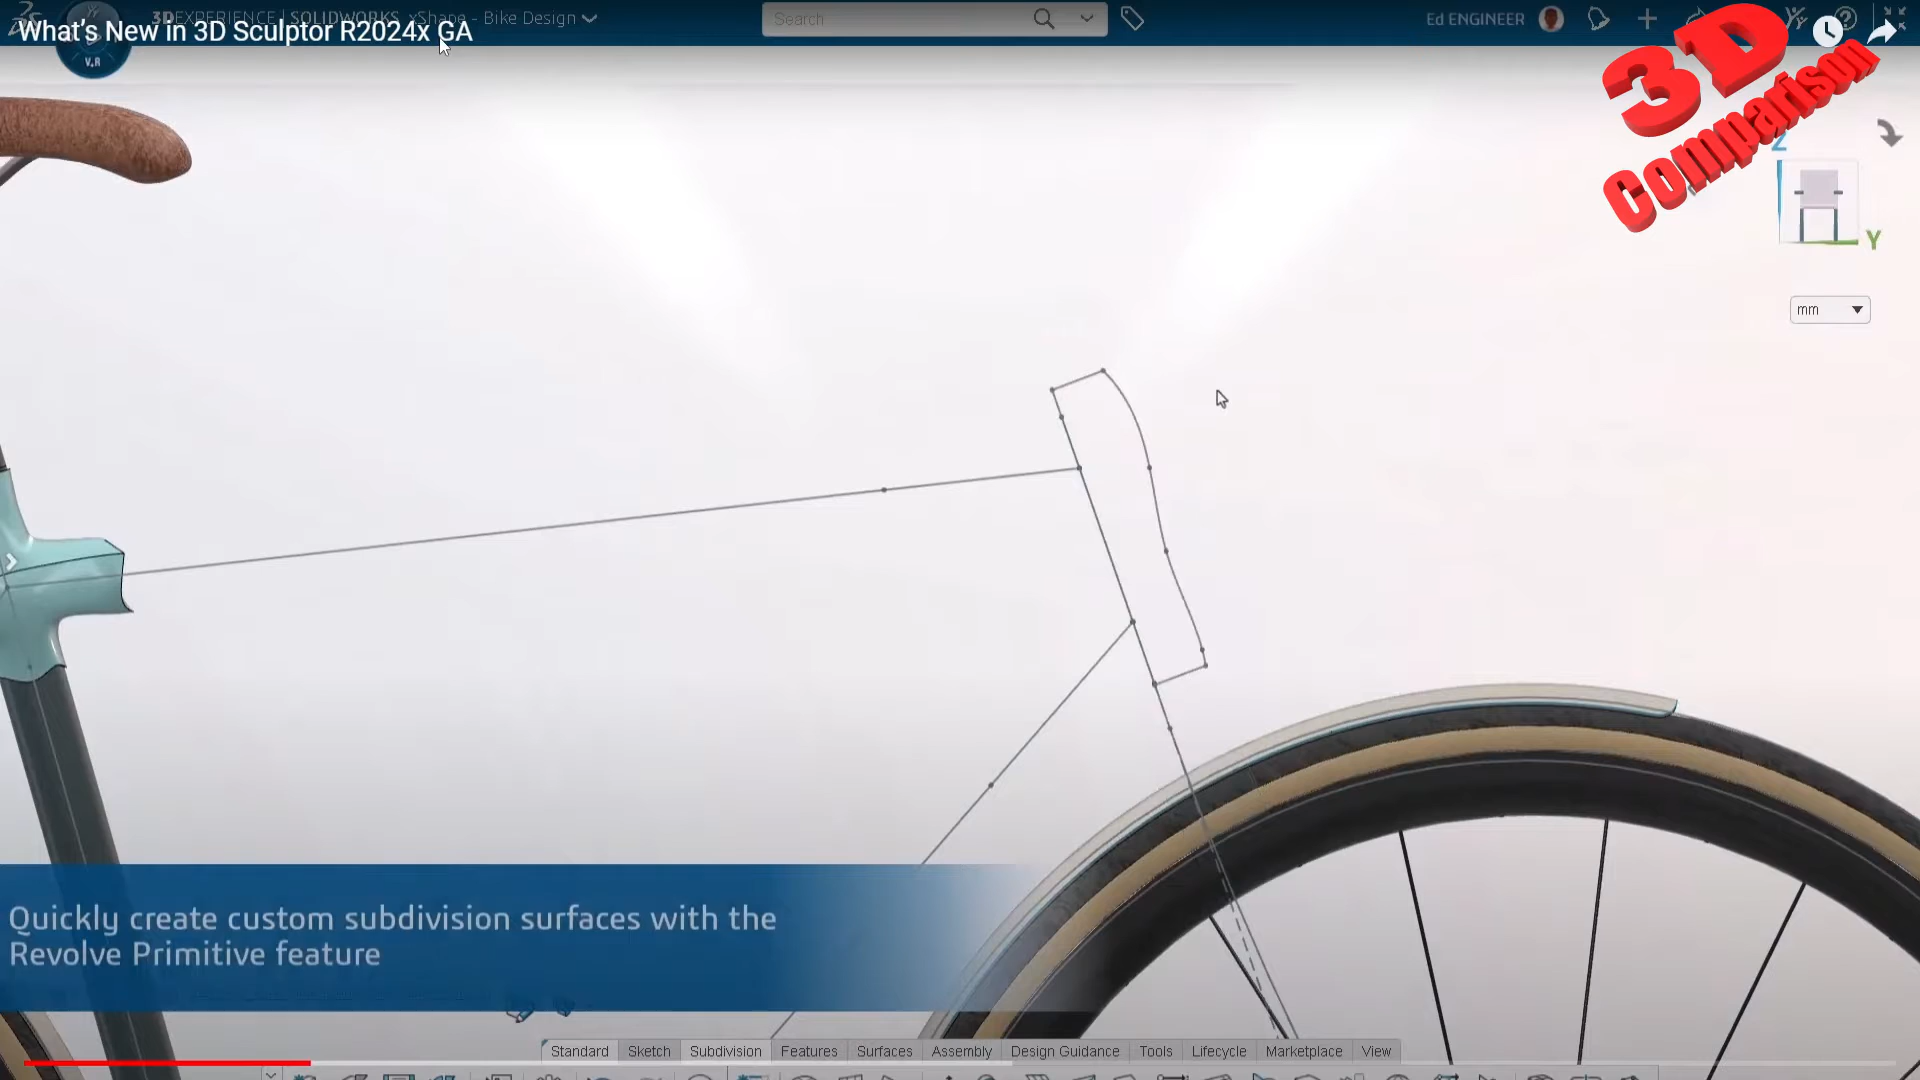 3DEXPERIENCE | SOLIDWORKS xShape - Bike Design
What's New in 3D Sculptor R2024x GA
Search
Ed ENGINEER
V.R
3D
Comparison
Z
Y
mm
Quickly create custom subdivision surfaces with the
Revolve Primitive feature
Standard Sketch Subdivision Features Surfaces Assembly Design Guidance Tools Lifecycle Marketplace View